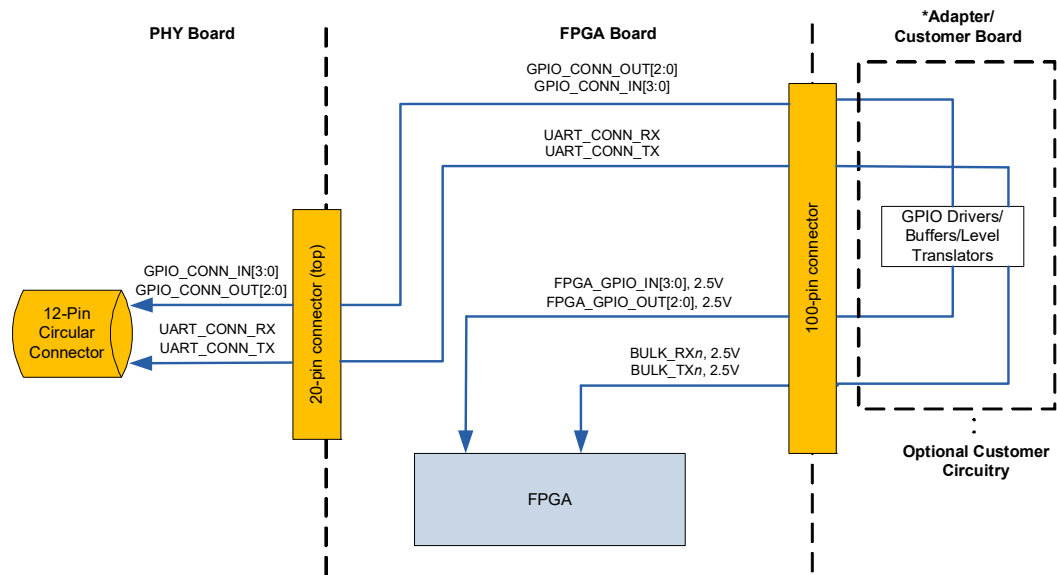 PHY Board
FPGA Board
*Adapter/
Customer Board
GPIO_CONN_OUT[2:0]
GPIO_CONN_IN[3:0]
UART_CONN_RX
UART_CONN_TX
20-pin connector (top)
100-pin connector
GPIO Drivers/
Buffers/Level
Translators
GPIO_CONN_IN[3:0]
GPIO_CONN_OUT[2:0]
12-Pin
Circular
Connector
UART_CONN_RX
UART_CONN_TX
FPGA_GPIO_IN[3:0], 2.5V
FPGA_GPIO_OUT[2:0], 2.5V
BULK_RXn, 2.5V
BULK_TXn, 2.5V
FPGA
Optional Customer
Circuitry